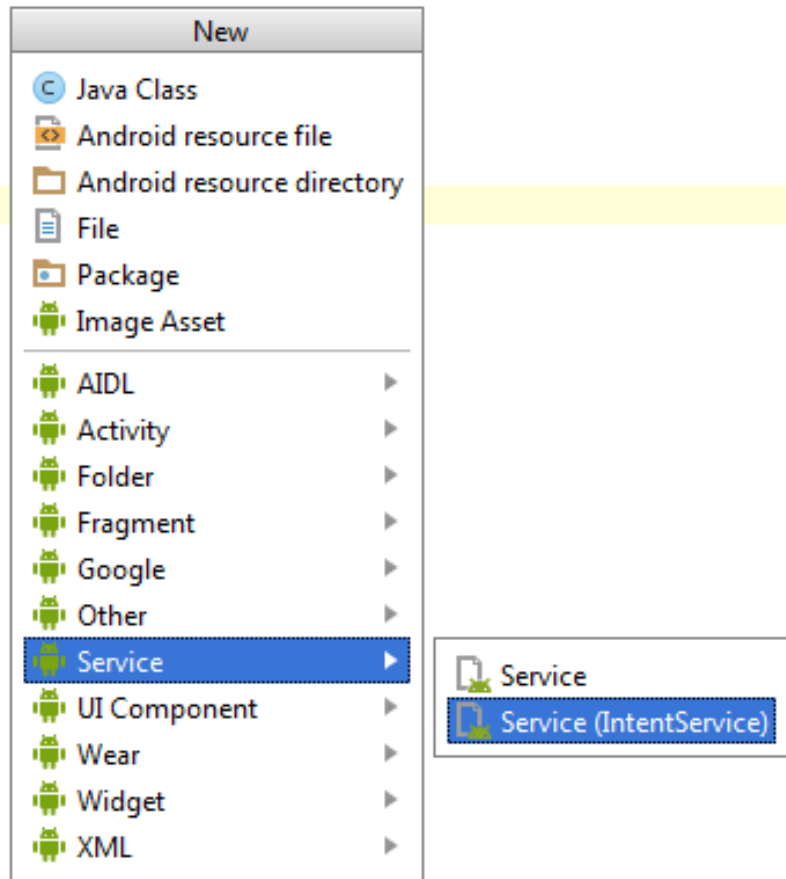 New
Java Class
Android resource file
Android resource directory
File
Package
Image Asset
AIDL
Activity
Folder
Fragment
Google
Other
Service
UI Component
Wear
Widget
XML
Service
Service (IntentService)